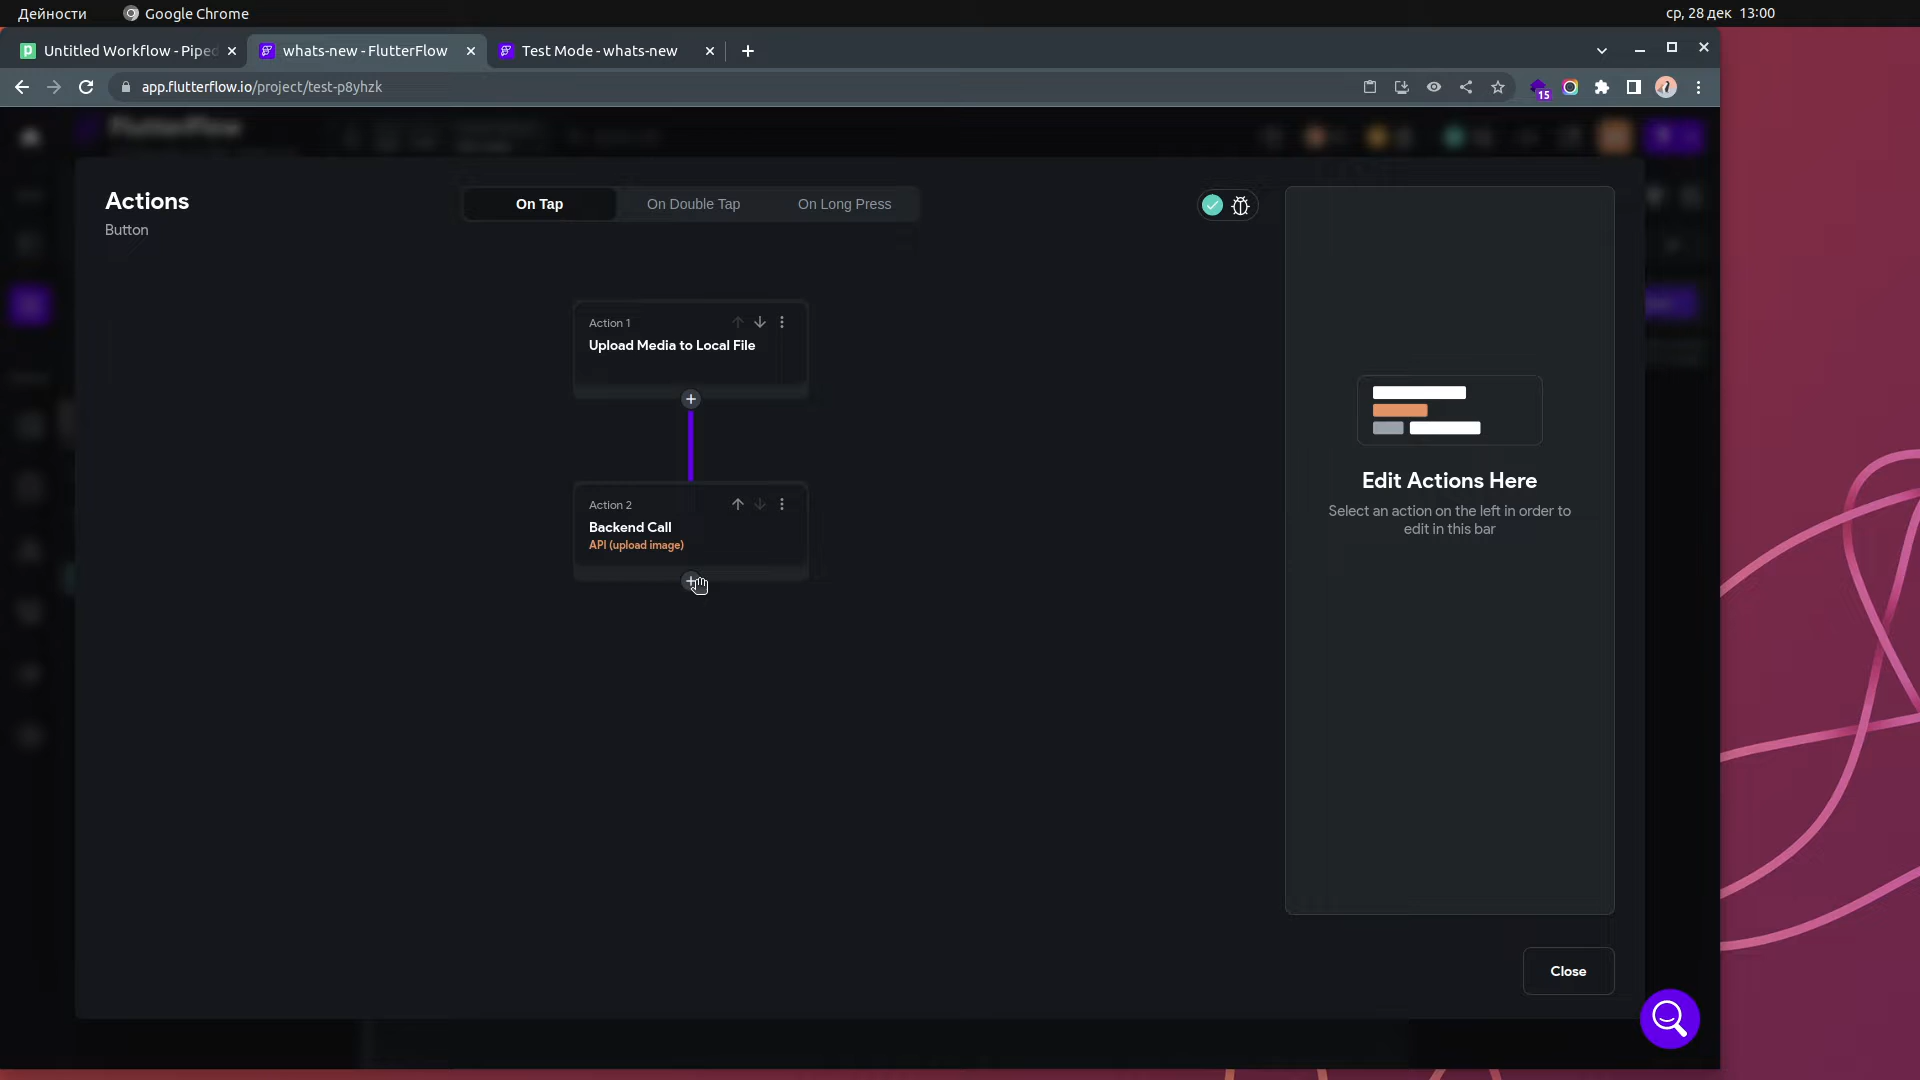 Дейности
Google Chrome
ср, 28 дек 13:00
Untitled Workflow - Piped
whats-new - FlutterFlow
Test Mode - whats-new
app.flutterflow.io/project/test-p8yhzk
15
FlutterFlow
Actions
Button
On Tap
On Double Tap
On Long Press
Action 1
Upload Media to Local File
Action 2
Backend Call
API (upload image)
Edit Actions Here
Select an action on the left in order to
edit in this bar
Close